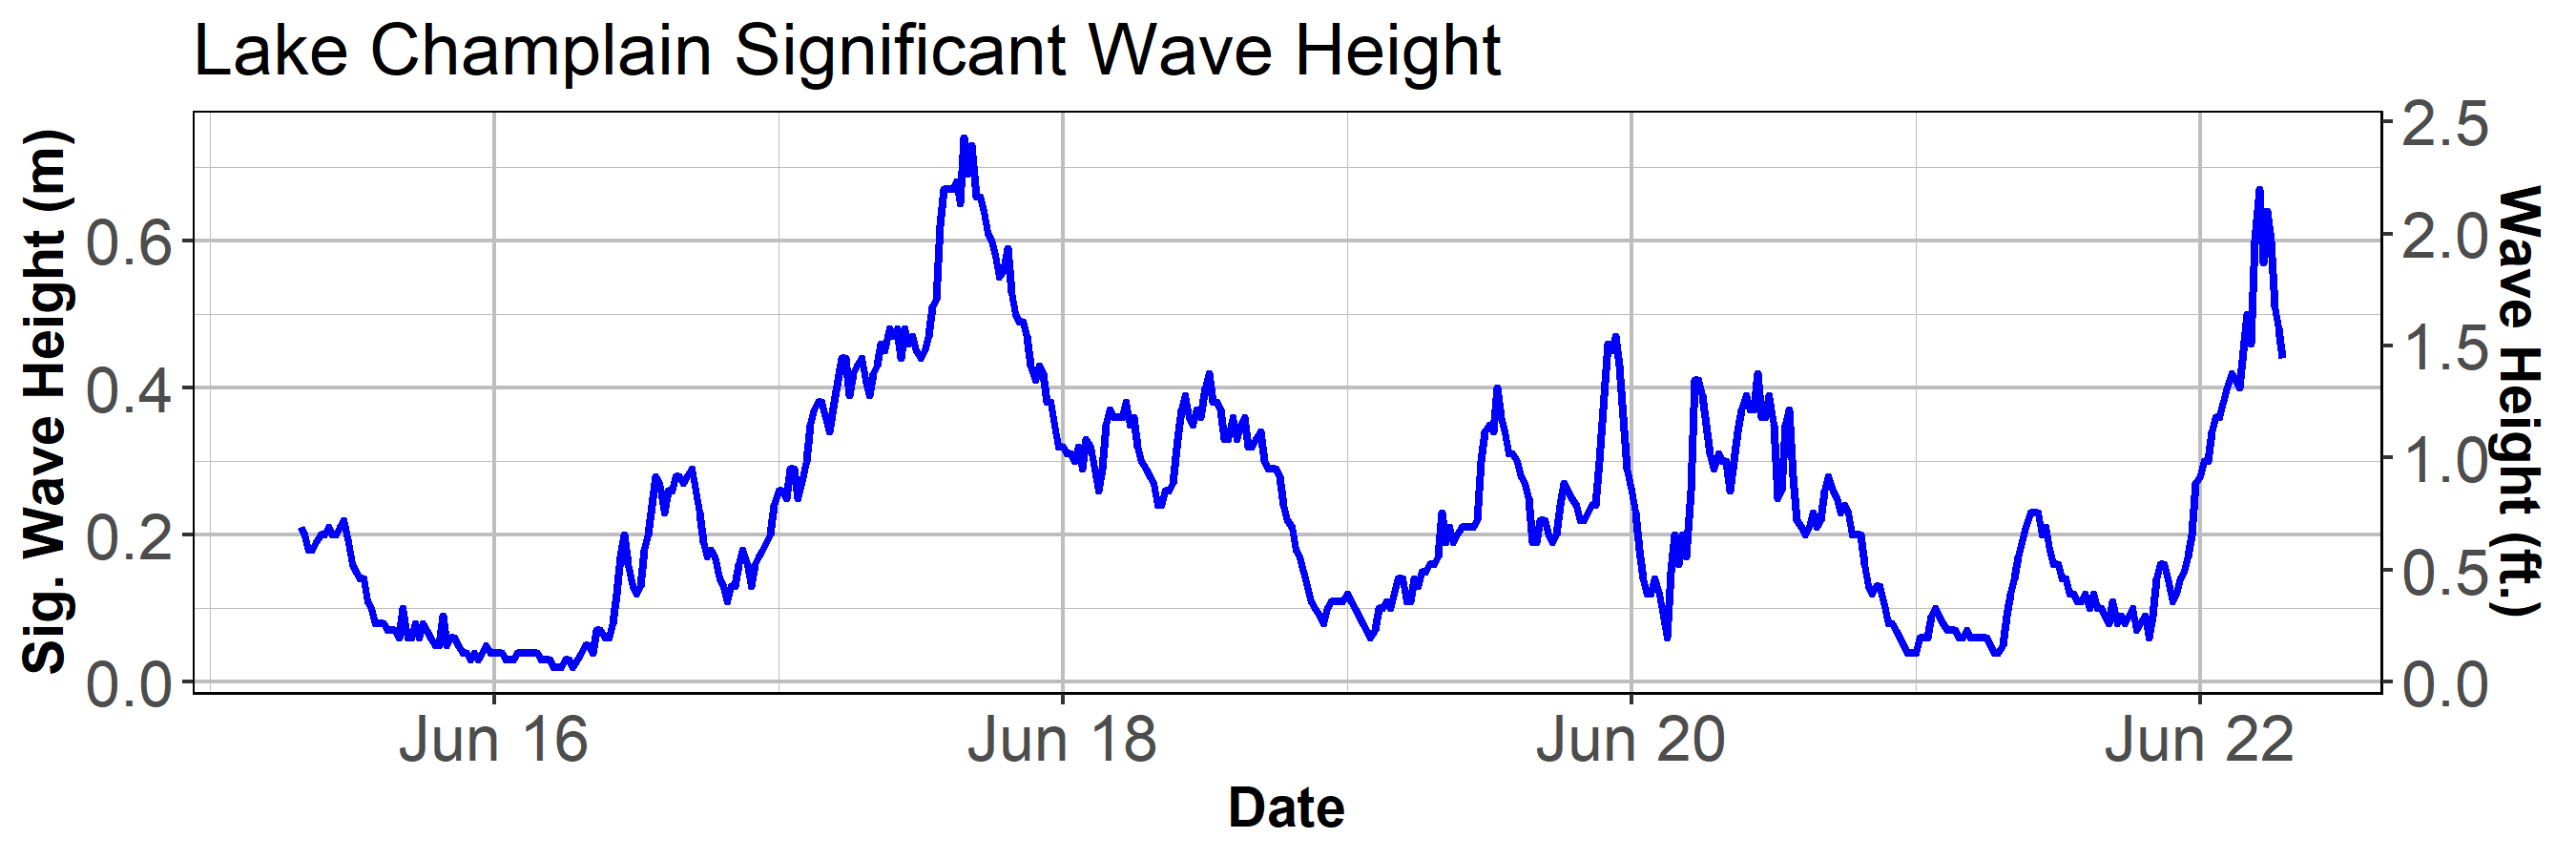 Lake Champlain Significant Wave Height
Sig. Wave Height (m)
0.6
0.4
0.2
0.0
2.5
2.0
1.5
1.0
0.5
0.0
Wave Height (ft.)
Jun 16 Jun 18 Jun 20 Jun 22
Date